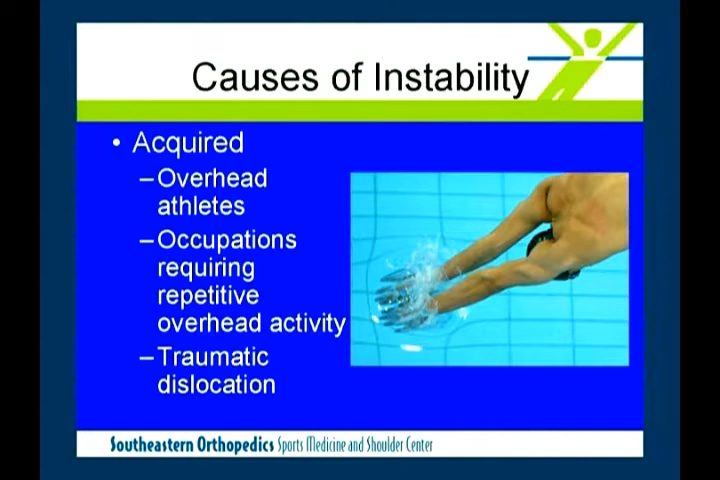 Causes of Instability
• Acquired
–Overhead
athletes
–Occupations
requiring
repetitive
overhead activity
–Traumatic
dislocation
Southeastern Orthopedics Sports Medicine and Shoulder Center